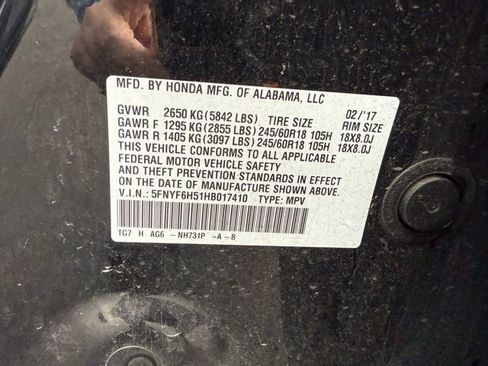 MFD. BY HONDA MFG. OF ALABAMA, LLC
02/'17
GVWR 2650 KG(5842 LBS) TIRE SIZE RIM SIZE
GAWR F 1295 KG(2855 LBS) 245/60R18 105H 18X8.0J
GAWR R 1405 KG(3097 LBS) 245/60R18 105H 18X8.0J
THIS VEHICLE CONFORMS TO ALL APPLICABLE
FEDERAL MOTOR VEHICLE SAFETY
AND THEFT PREVENTION STANDARDS IN EFFECT
ON THE DATE OF MANUFACTURE SHOWN ABOVE.
V.I.N.: 5FNYF6H51HB017410 TYPE: MPV
TG7 H AG6 -NH731P -A-B